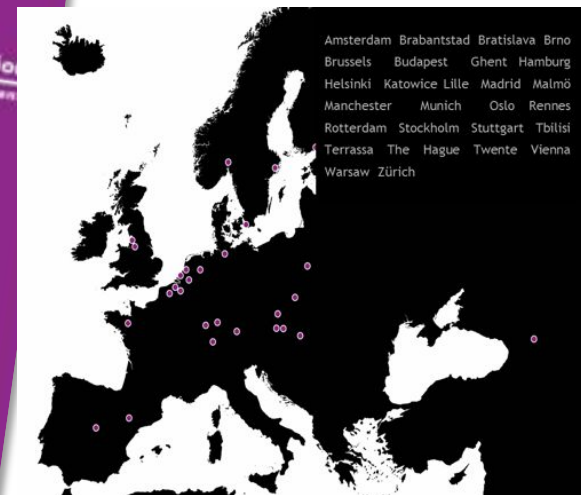 Amsterdam Brabantstad Bratislava Brno
Brussels Budapest Ghent Hamburg
Helsinki Katowice Lille Madrid Malmö
Manchester Munich Oslo Rennes
Rotterdam Stockholm Stuttgart Tbilisi
Terrassa The Hague Twente Vienna
Warsaw Zürich